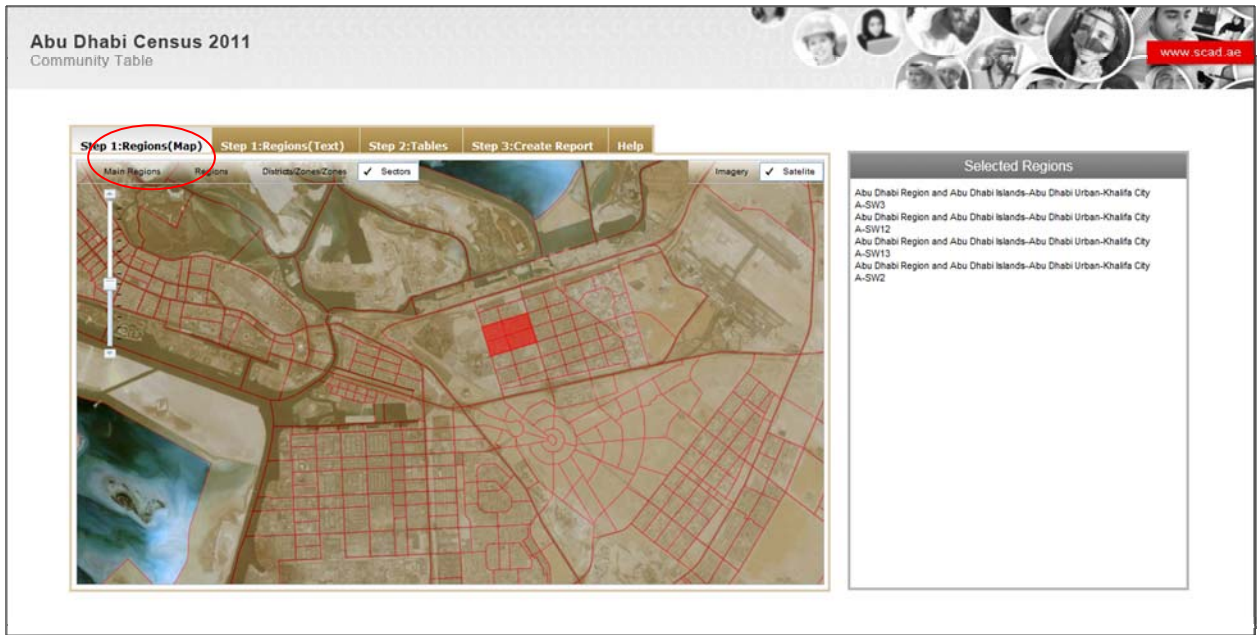 Abu Dhabi Census 2011
Community Table
www.scad.ae
Step 1:Regions(Map) Step 1:Regions(Text) Step 2:Tables Step 3:Create Report Help
Main Regions Regions Districts/Zones/Zones ✓ Sectors Imagery ✓ Satelite
Selected Regions
Abu Dhabi Region and Abu Dhabi Islands-Abu Dhabi Urban-Khalifa City
A-SW3
Abu Dhabi Region and Abu Dhabi Islands-Abu Dhabi Urban-Khalifa City
A-SW12
Abu Dhabi Region and Abu Dhabi Islands-Abu Dhabi Urban-Khalifa City
A-SW13
Abu Dhabi Region and Abu Dhabi Islands-Abu Dhabi Urban-Khalifa City
A-SW2